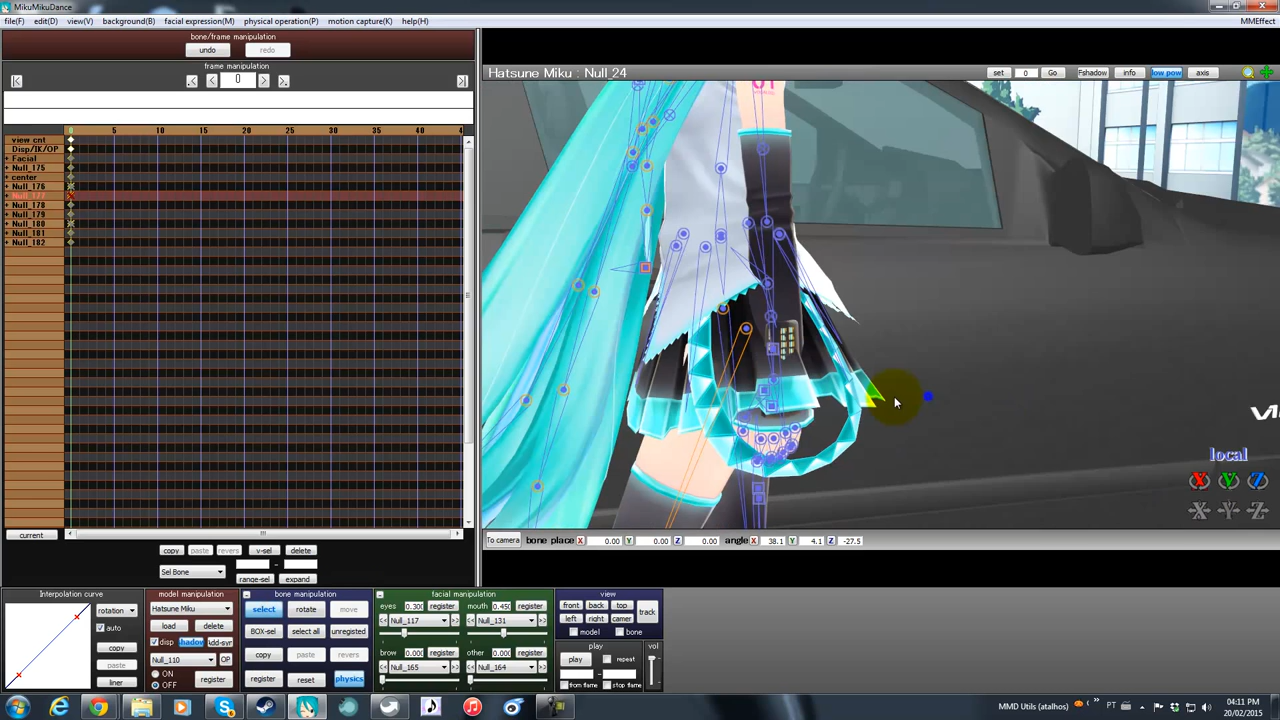 MikuMikuDance
file(F) edit(D) view(V) background(B) facial expression(M) physical operation(P) motion capture(K) help(H) MMEffect
bone/frame manipulation
undo redo
frame manipulation
0
0 5 10 15 20 25 30 35 40 4
view cnt
Disp/IK/OP
Facial
Null_175
center
Null_176
Null_177
Null_178
Null_179
Null_180
Null_181
Null_182
current
copy paste revers v-sel delete
Sel Bone -
range-sel expand
Hatsune Miku : Null_24 set 0 Go Fshadow info low pow axis
01
V1
local
X Y Z
X Y Z
To camera bone place X 0.00 Y 0.00 Z 0.00 angle X 38.1 Y 4.1 Z -27.5
Interpolation curve
rotation
auto
copy
paste
liner
model manipulation
Hatsune Miku
load delete
disp
Null_110 OP
ON
OFF register
bone manipulation
select rotate move
BOX-sel select all unregisted
copy paste revers
register reset physics
facial manipulation
eyes 0.300 register mouth 0.450 register
<< Null_117 >> << Null_131 >>
brow 0.000 register other 0.000 register
<< Null_165 >> << Null_164 >>
view
front back top track
left right camer
model bone
play
play repeat
-
from flame stop flame
vol
MMD Utils (atalhos) PT 04:11 PM
20/02/2015